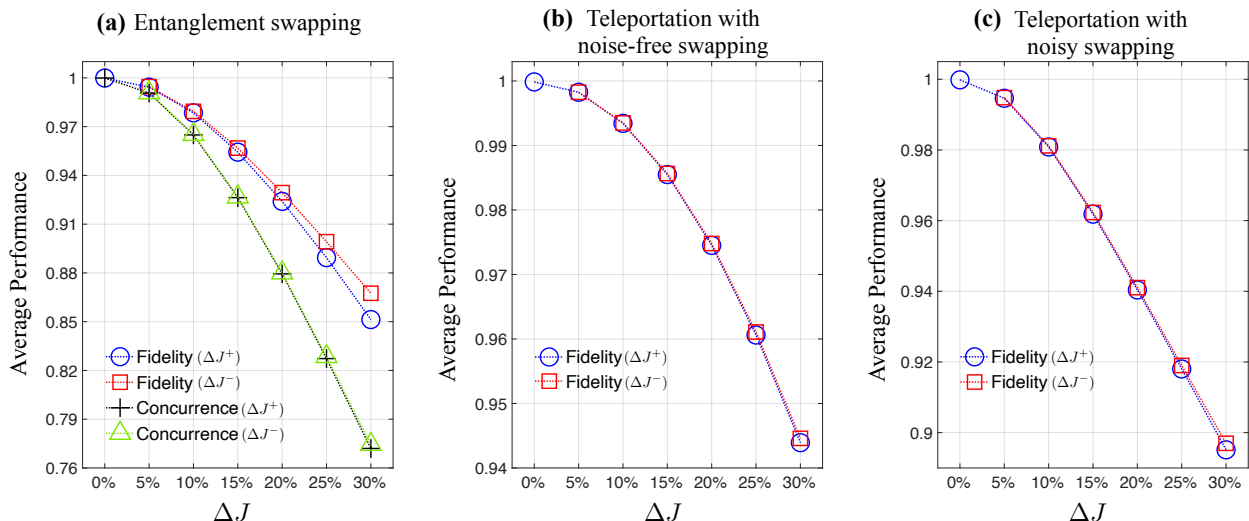 (a) Entanglement swapping
1
0.97
0.94
0.91
0.88
0.85
0.82
0.79
0.76
Average Performance
Fidelity (ΔJ⁺)
Fidelity (ΔJ⁻)
Concurrence (ΔJ⁺)
Concurrence (ΔJ⁻)
0% 5% 10% 15% 20% 25% 30%
ΔJ
(b) Teleportation with
noise-free swapping
1
0.99
0.98
0.97
0.96
0.95
0.94
Average Performance
Fidelity (ΔJ⁺)
Fidelity (ΔJ⁻)
0% 5% 10% 15% 20% 25% 30%
ΔJ
(c) Teleportation with
noisy swapping
1
0.98
0.96
0.94
0.92
0.9
Average Performance
Fidelity (ΔJ⁺)
Fidelity (ΔJ⁻)
0% 5% 10% 15% 20% 25% 30%
ΔJ